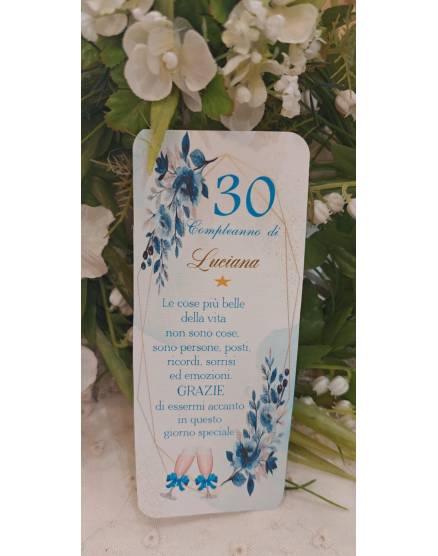 30
Compleanno di
Luciana
Le cose più belle
della vita
non sono cose,
sono persone, posti,
ricordi, sorrisi
ed emozioni.
GRAZIE
di essermi accanto
in questo
giorno speciale